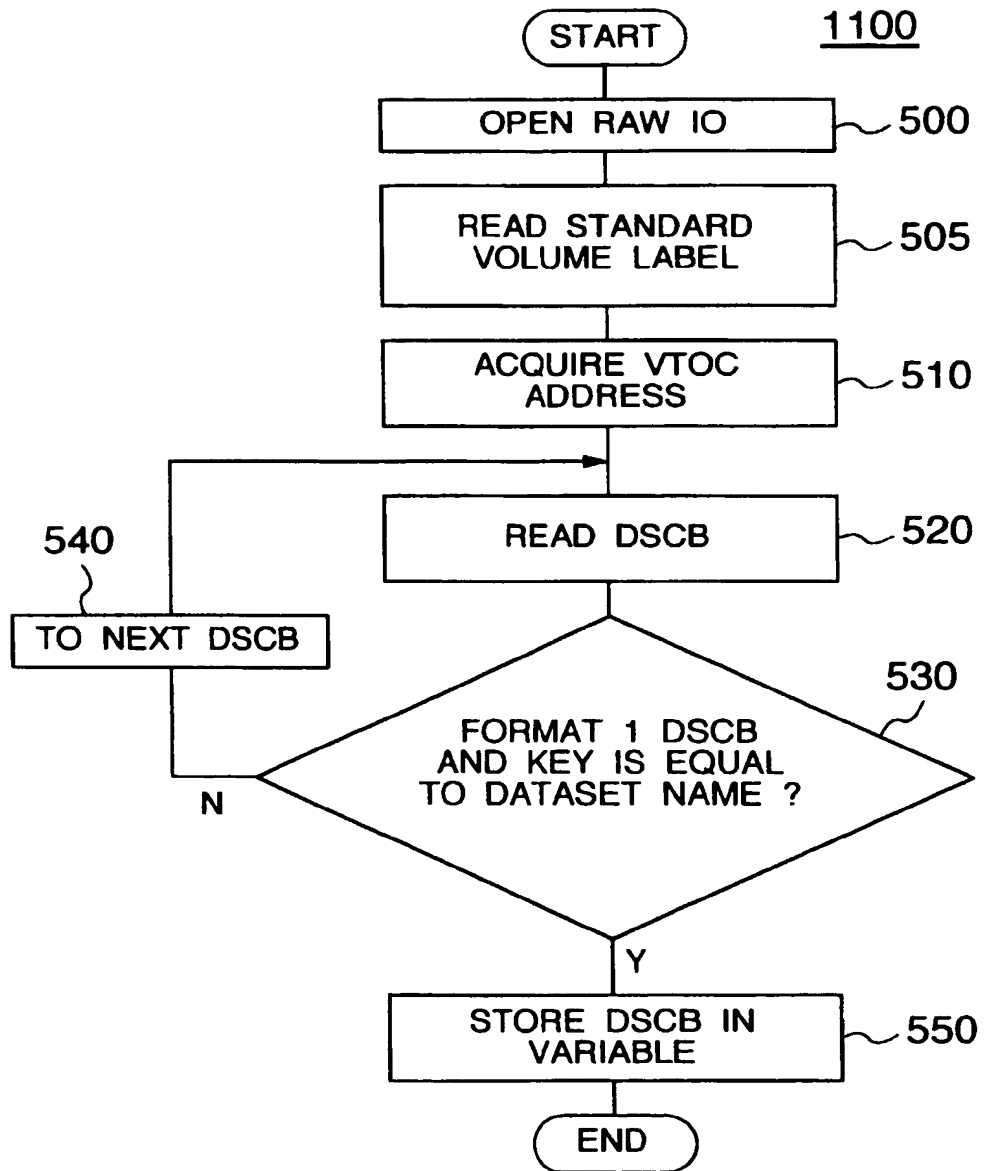 START
1100
OPEN RAW IO
500
READ STANDARD
VOLUME LABEL
505
ACQUIRE VTOC
ADDRESS
510
READ DSCB
520
540
TO NEXT DSCB
530
FORMAT 1 DSCB
AND KEY IS EQUAL
TO DATASET NAME ?
N
Y
STORE DSCB IN
VARIABLE
550
END